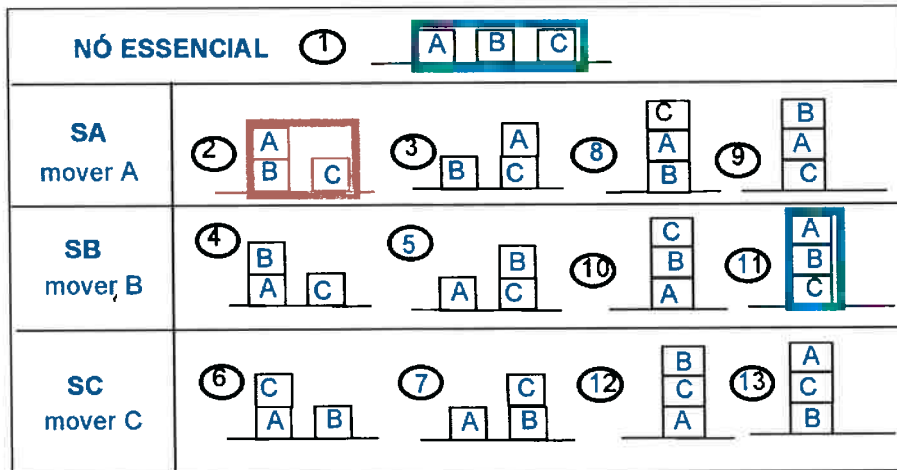 NÓ ESSENCIAL 1 A B C
SA
mover A
2 A
B C
3 A
B C
8 C
A
B
9 B
A
C
SB
mover B
4 B
A C
5 B
A C
10 C
B
A
11 A
B
C
SC
mover C
6 C
A B
7 C
A B
12 B
C
A
13 A
C
B